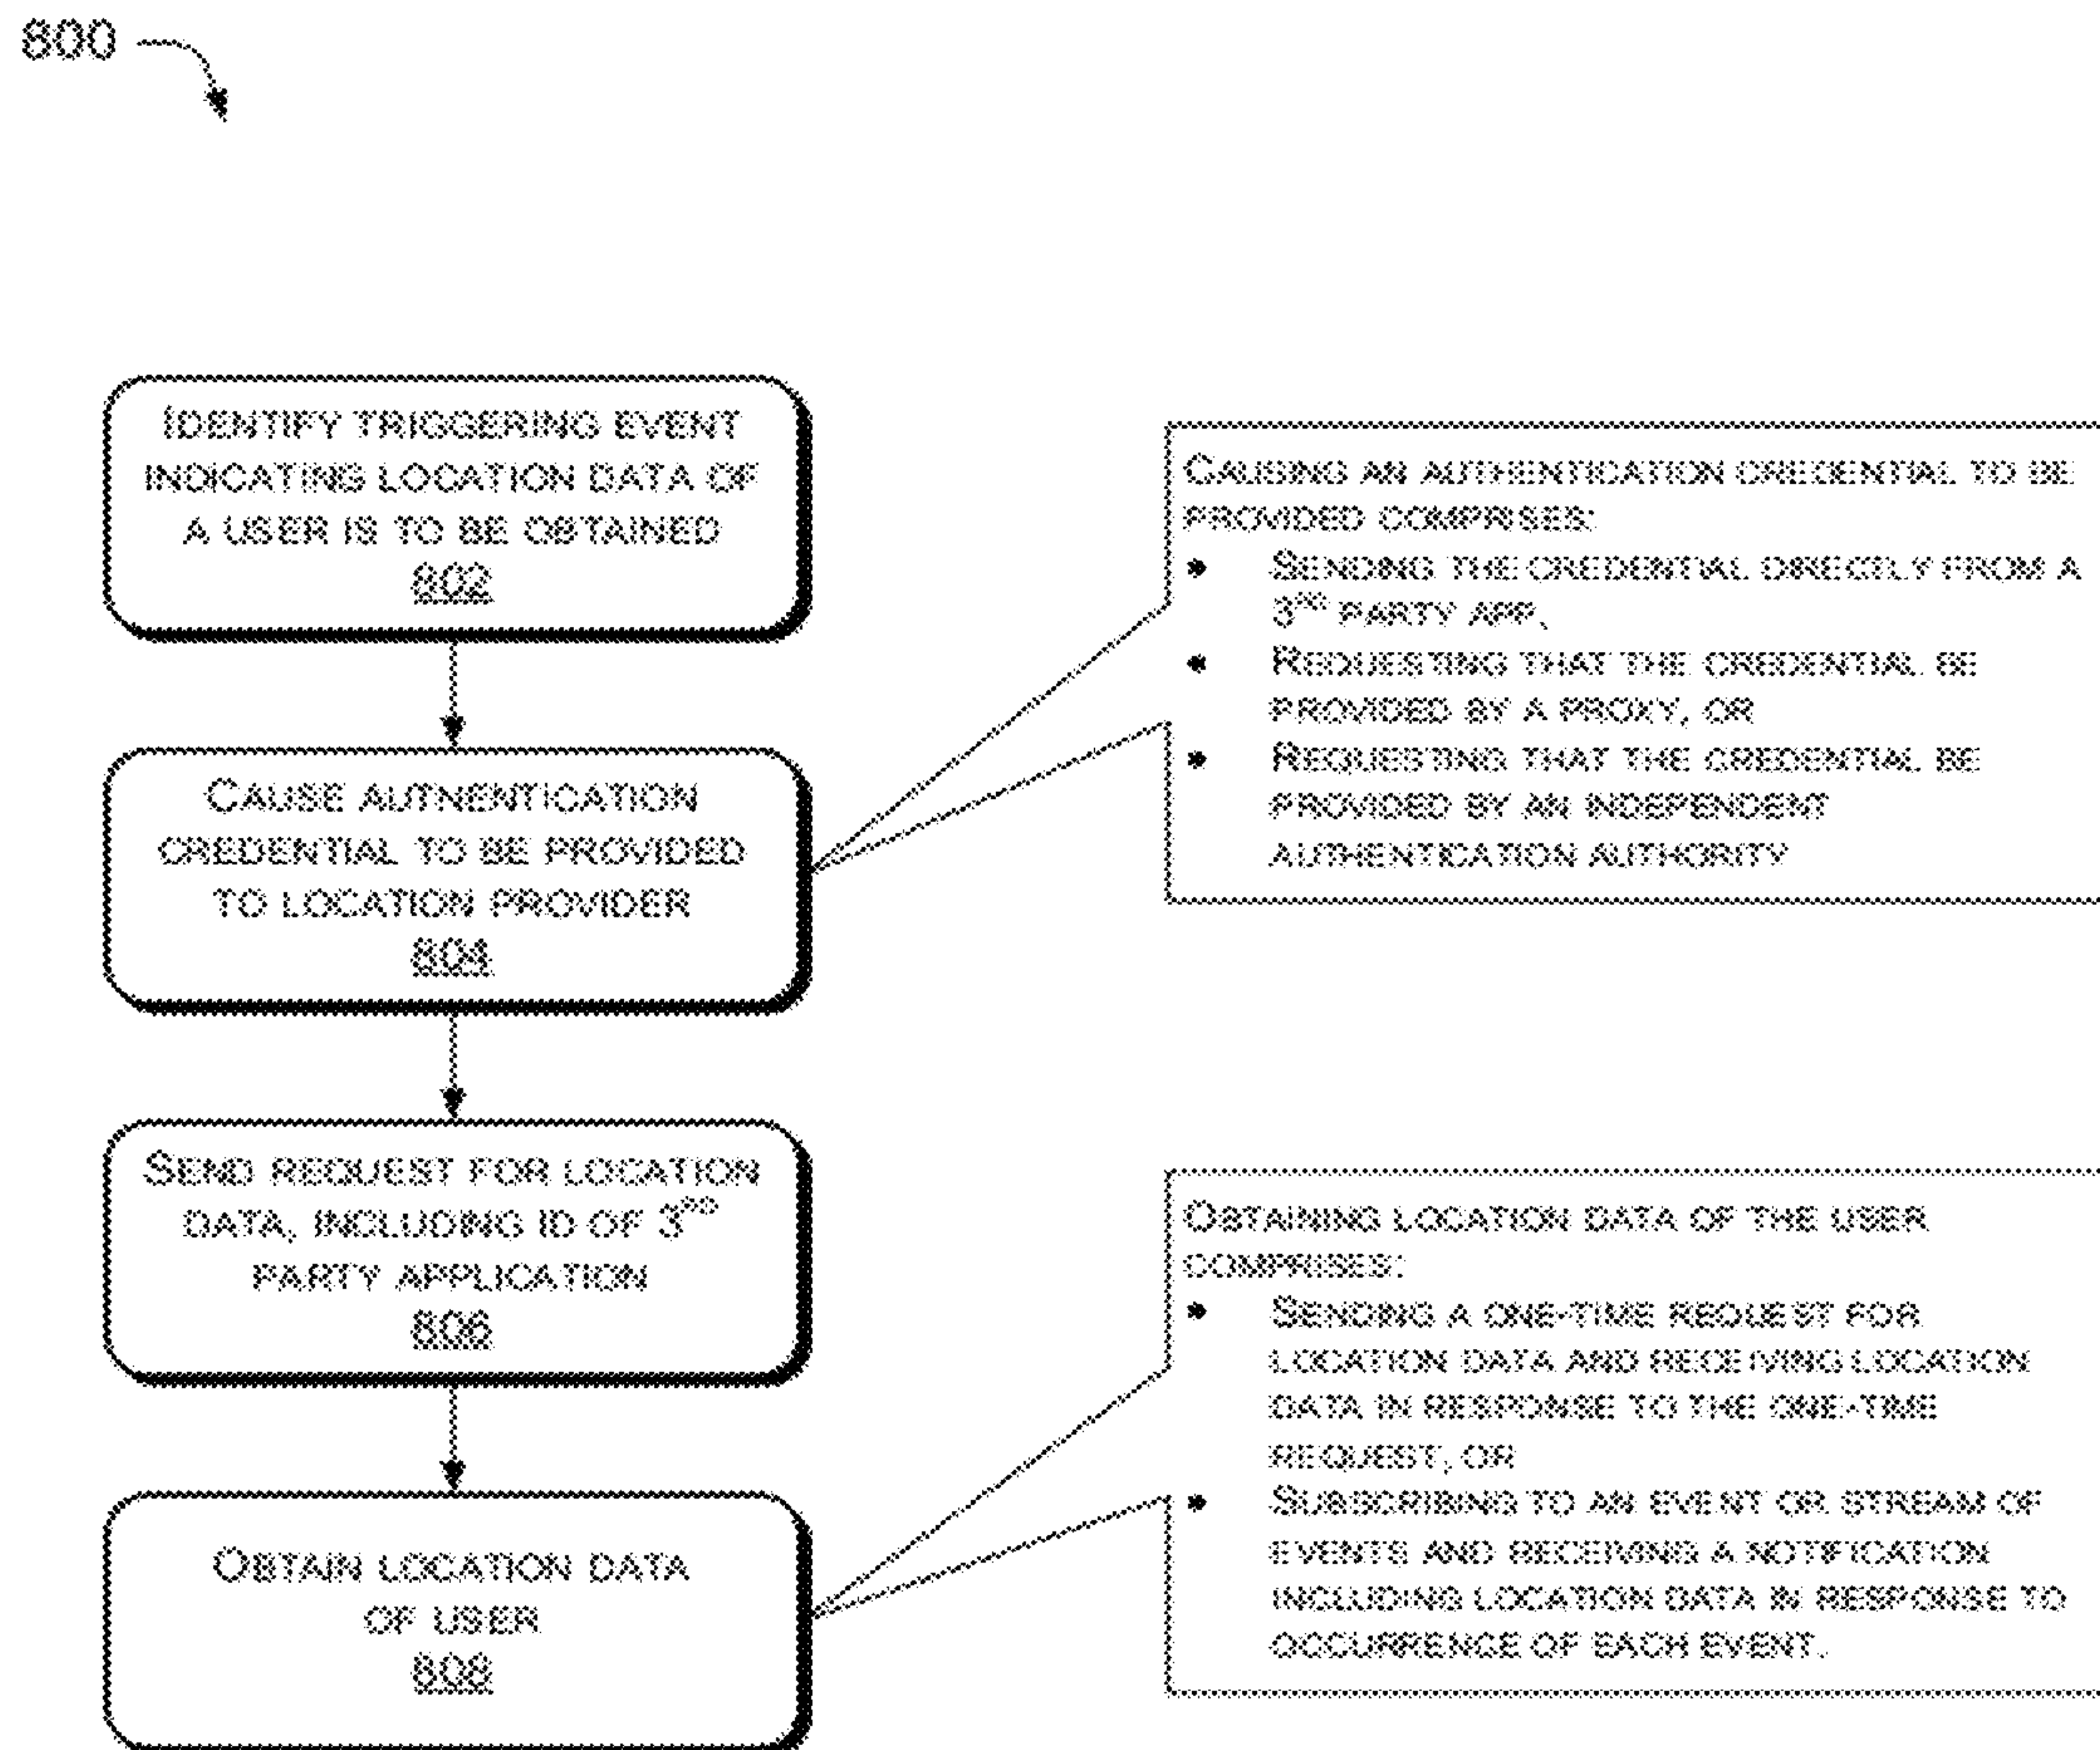 800
IDENTIFY TRIGGERING EVENT
INDICATING LOCATION DATA OF
A USER IS TO BE OBTAINED
802
CAUSE AUTHENTICATION
CREDENTIAL TO BE PROVIDED
TO LOCATION PROVIDER
804
SEND REQUEST FOR LOCATION
DATA, INCLUDING ID OF 3RD
PARTY APPLICATION
806
OBTAIN LOCATION DATA
OF USER
808
CAUSING AN AUTHENTICATION CREDENTIAL TO BE
PROVIDED COMPRISES:
• SENDING THE CREDENTIAL DIRECTLY FROM A
3RD PARTY APP,
• REQUESTING THAT THE CREDENTIAL BE
PROVIDED BY A PROXY, OR
• REQUESTING THAT THE CREDENTIAL BE
PROVIDED BY AN INDEPENDENT
AUTHENTICATION AUTHORITY
OBTAINING LOCATION DATA OF THE USER
COMPRISES:
• SENDING A ONE-TIME REQUEST FOR
LOCATION DATA AND RECEIVING LOCATION
DATA IN RESPONSE TO THE ONE-TIME
REQUEST, OR
• SUBSCRIBING TO AN EVENT OR STREAM OF
EVENTS AND RECEIVING A NOTIFICATION
INCLUDING LOCATION DATA IN RESPONSE TO
OCCURRENCE OF EACH EVENT.